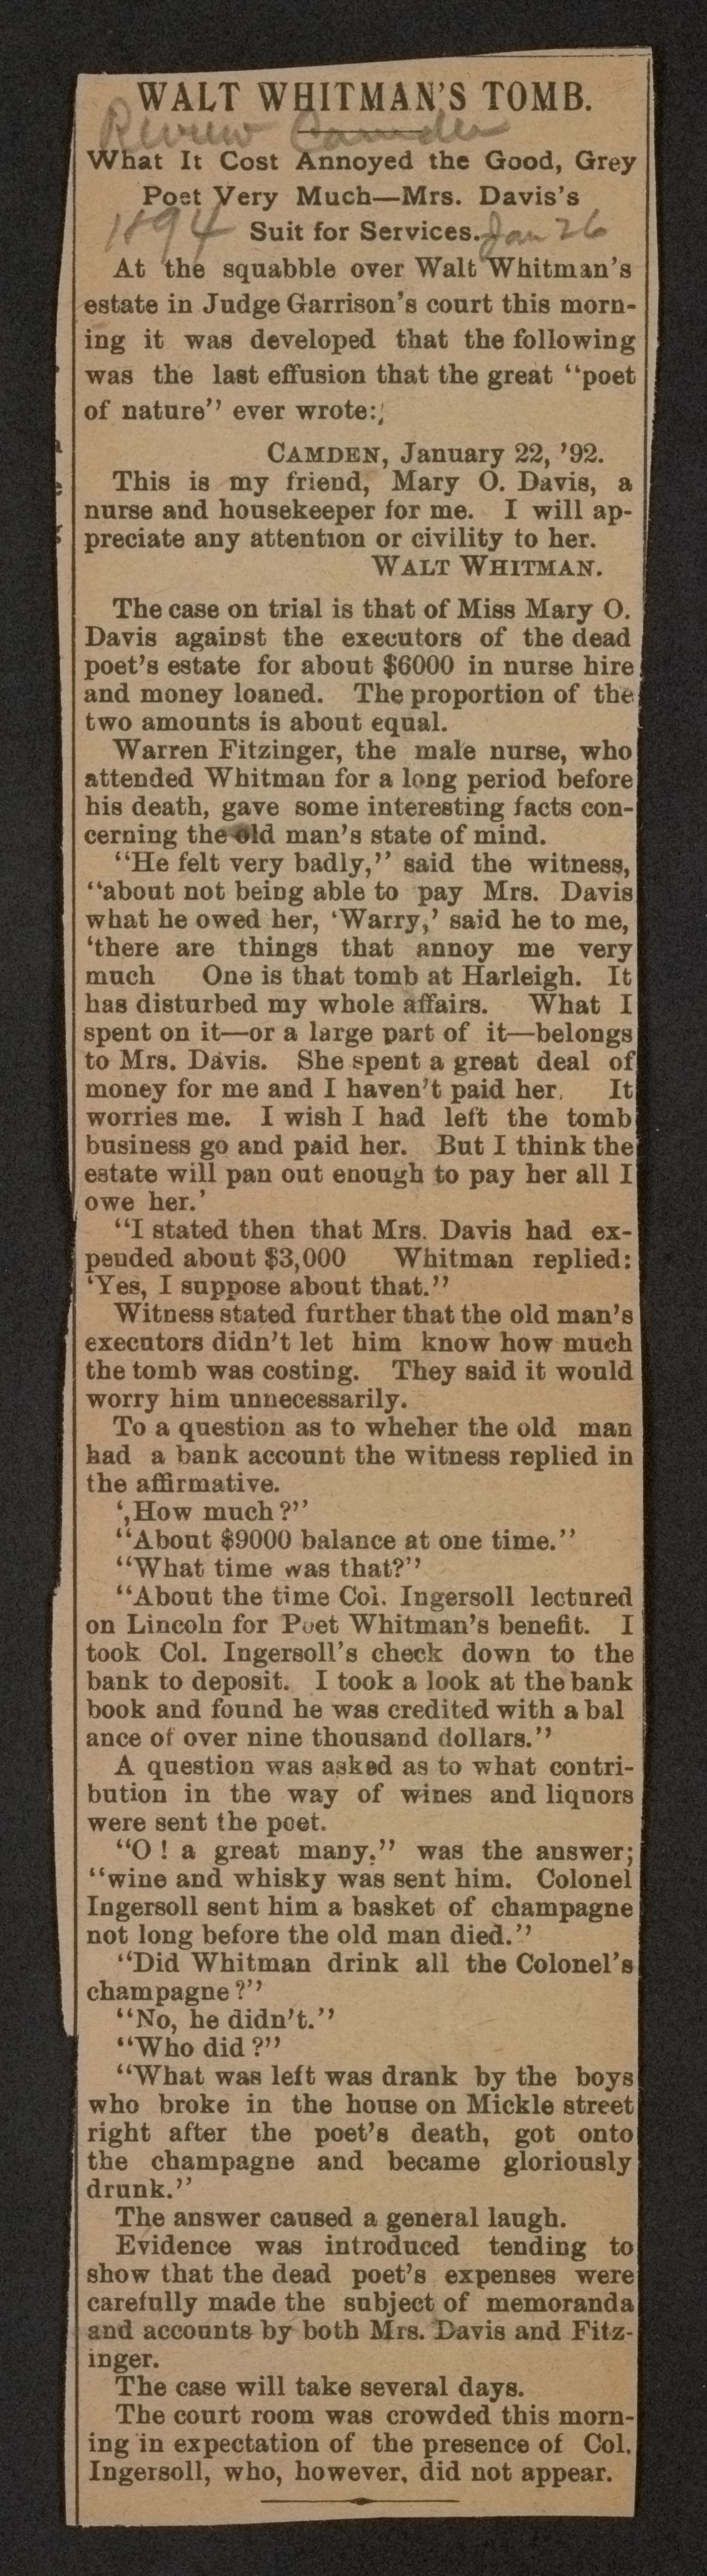 WALT WHITMAN'S TOMB.
Review Camden
What It Cost Annoyed the Good, Grey
Poet Very Much—Mrs. Davis's
1894 Suit for Services. Jan 26
At the squabble over Walt Whitman's
estate in Judge Garrison's court this morn-
ing it was developed that the following
was the last effusion that the great "poet
of nature" ever wrote:;
CAMDEN, January 22, '92.
This is my friend, Mary O. Davis, a
nurse and housekeeper for me. I will ap-
preciate any attention or civility to her.
WALT WHITMAN.
The case on trial is that of Miss Mary O.
Davis against the executors of the dead
poet's estate for about $6000 in nurse hire
and money loaned. The proportion of the
two amounts is about equal.
Warren Fitzinger, the male nurse, who
attended Whitman for a long period before
his death, gave some interesting facts con-
cerning the old man's state of mind.
"He felt very badly," said the witness,
"about not being able to pay Mrs. Davis
what he owed her, 'Warry,' said he to me,
'there are things that annoy me very
much One is that tomb at Harleigh. It
has disturbed my whole affairs. What I
spent on it—or a large part of it—belongs
to Mrs. Davis. She spent a great deal of
money for me and I haven't paid her. It
worries me. I wish I had left the tomb
business go and paid her. But I think the
estate will pan out enough to pay her all I
owe her.'
"I stated then that Mrs. Davis had ex-
pended about $3,000 Whitman replied:
'Yes, I suppose about that."
Witness stated further that the old man's
executors didn't let him know how much
the tomb was costing. They said it would
worry him unnecessarily.
To a question as to wheher the old man
had a bank account the witness replied in
the affirmative.
',How much?"
"About $9000 balance at one time."
"What time was that?"
"About the time Col. Ingersoll lectured
on Lincoln for Poet Whitman's benefit. I
took Col. Ingersoll's check down to the
bank to deposit. I took a look at the bank
book and found he was credited with a bal
ance of over nine thousand dollars."
A question was asked as to what contri-
bution in the way of wines and liquors
were sent the poet.
"O! a great many." was the answer;
"wine and whisky was sent him. Colonel
Ingersoll sent him a basket of champagne
not long before the old man died."
"Did Whitman drink all the Colonel's
champagne?"
"No, he didn't."
"Who did?"
"What was left was drank by the boys
who broke in the house on Mickle street
right after the poet's death, got onto
the champagne and became gloriously
drunk."
The answer caused a general laugh.
Evidence was introduced tending to
show that the dead poet's expenses were
carefully made the subject of memoranda
and accounts by both Mrs. Davis and Fitz-
inger.
The case will take several days.
The court room was crowded this morn-
ing in expectation of the presence of Col.
Ingersoll, who, however, did not appear.